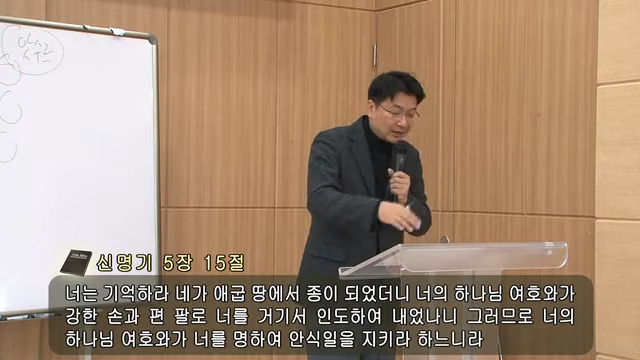 안수르
신명기 5장 15절
너는 기억하라 네가 애굽 땅에서 종이 되었더니 너의 하나님 여호와가
강한 손과 편 팔로 너를 거기서 인도하여 내었나니 그러므로 너의
하나님 여호와가 너를 명하여 안식일을 지키라 하느니라